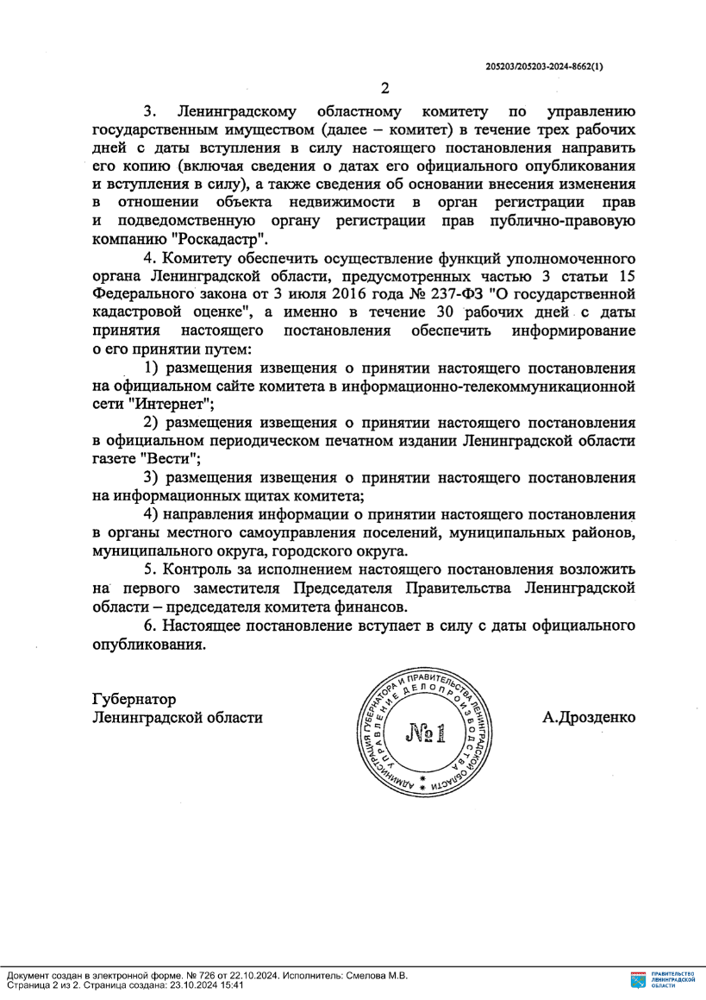 205203/205203-2024-8662(1)
2
3. Ленинградскому областному комитету по управлению
государственным имуществом (далее – комитет) в течение трех рабочих
дней с даты вступления в силу настоящего постановления направить
его копию (включая сведения о датах его официального опубликования
и вступления в силу), а также сведения об основании внесения изменения
в отношении объекта недвижимости в орган регистрации прав
и подведомственную органу регистрации прав публично-правовую
компанию "Роскадастр".
4. Комитету обеспечить осуществление функций уполномоченного
органа Ленинградской области, предусмотренных частью 3 статьи 15
Федерального закона от 3 июля 2016 года № 237-ФЗ "О государственной
кадастровой оценке", а именно в течение 30 рабочих дней с даты
принятия настоящего постановления обеспечить информирование
о его принятии путем:
1) размещения извещения о принятии настоящего постановления
на официальном сайте комитета в информационно-телекоммуникационной
сети "Интернет";
2) размещения извещения о принятии настоящего постановления
в официальном периодическом печатном издании Ленинградской области
газете "Вести";
3) размещения извещения о принятии настоящего постановления
на информационных щитах комитета;
4) направления информации о принятии настоящего постановления
в органы местного самоуправления поселений, муниципальных районов,
муниципального округа, городского округа.
5. Контроль за исполнением настоящего постановления возложить
на первого заместителя Председателя Правительства Ленинградской
области – председателя комитета финансов.
6. Настоящее постановление вступает в силу с даты официального
опубликования.
Губернатор
Ленинградской области
А.Дрозденко
АДМИНИСТРАЦИЯ ГУБЕРНАТОРА И ПРАВИТЕЛЬСТВА ЛЕНИНГРАДСКОЙ ОБЛАСТИ
УПРАВЛЕНИЕ ДЕЛОПРОИЗВОДСТВА
№1
Документ создан в электронной форме. № 726 от 22.10.2024. Исполнитель: Смелова М.В.
Страница 2 из 2. Страница создана: 23.10.2024 15:41
ПРАВИТЕЛЬСТВО
ЛЕНИНГРАДСКОЙ
ОБЛАСТИ